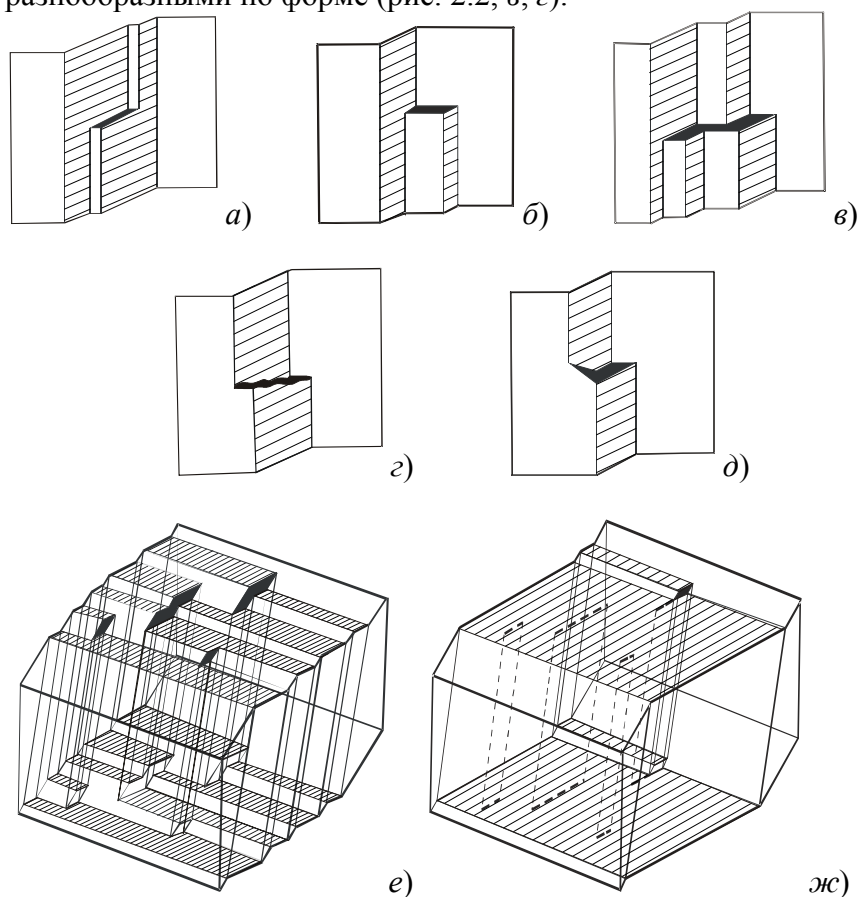 разнообразными по форме (рис. 2.2, в, г).
а)
б)
в)
г)
д)
е)
ж)